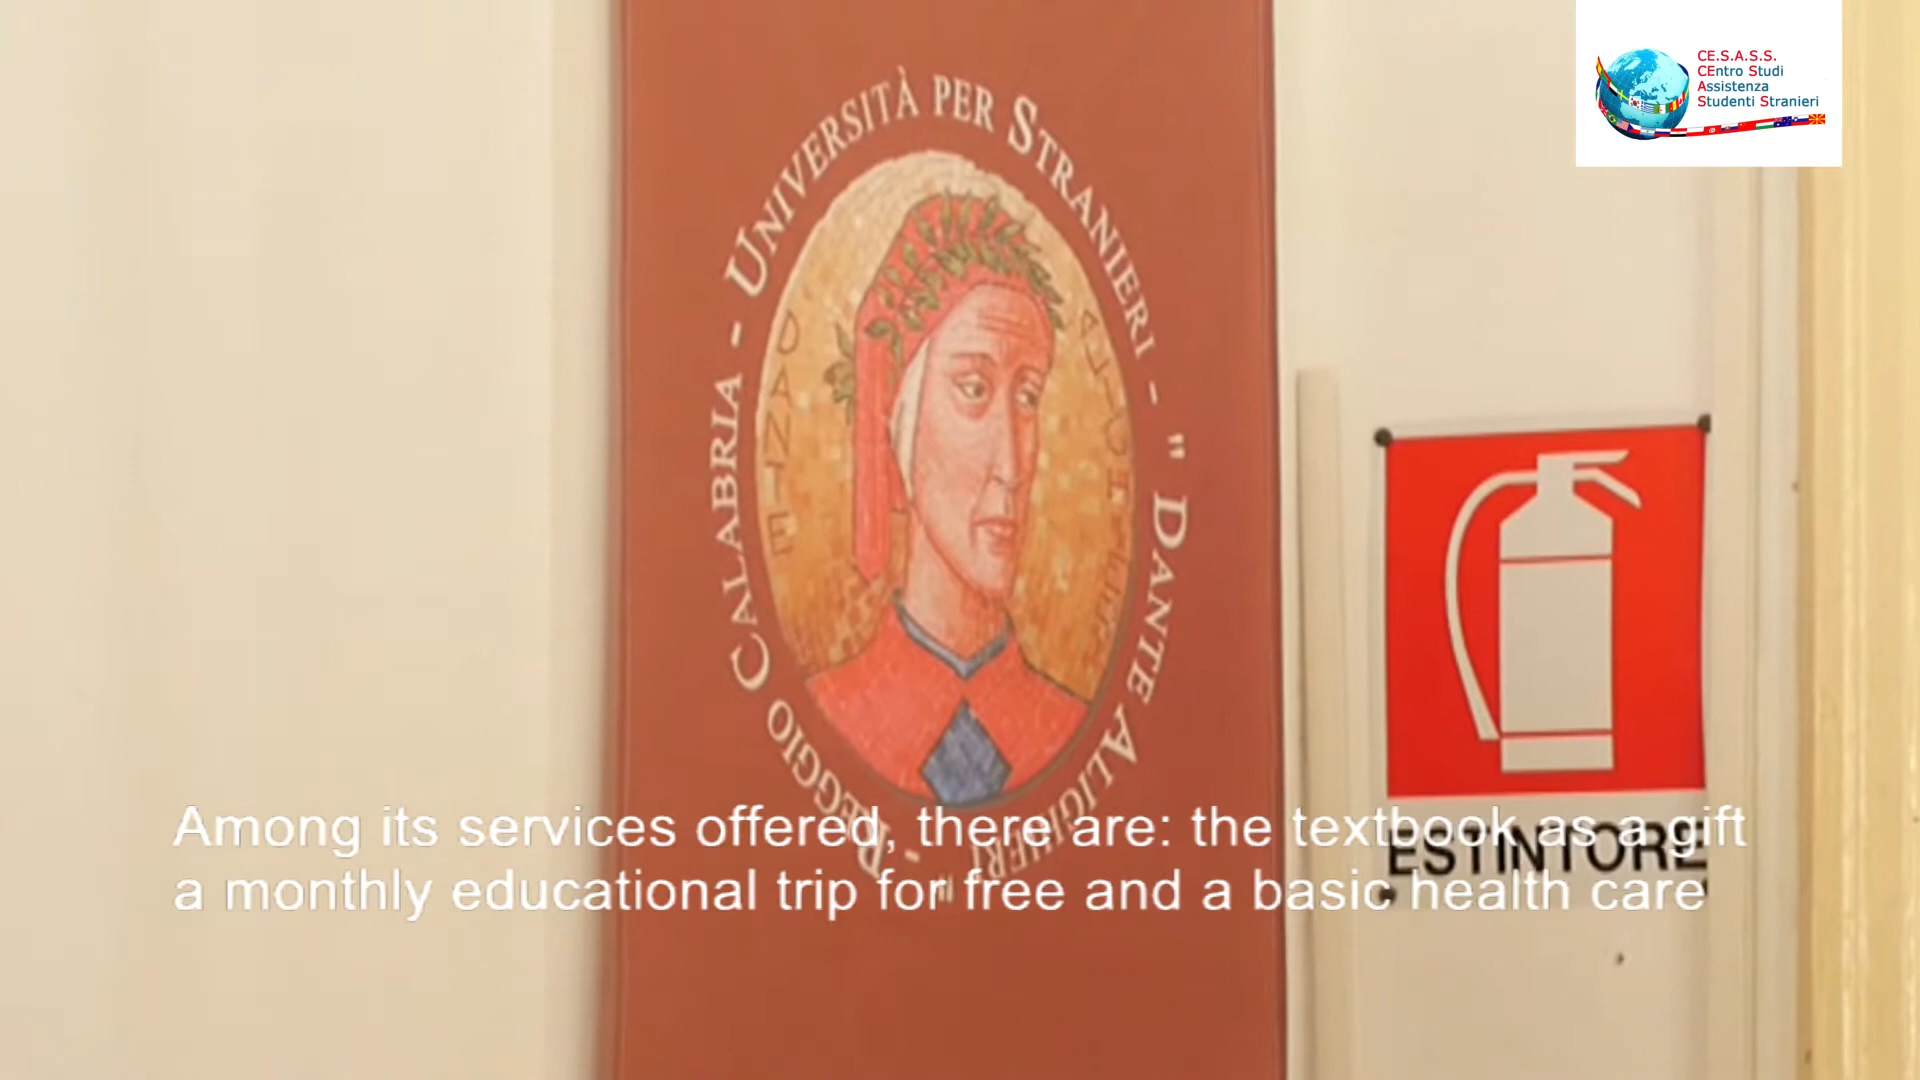 CE.S.A.S.S.
CEntro Studi
Assistenza
Studenti Stranieri
- UNIVERSITÀ PER STRANIERI - "DANTE ALIGHIERI" - REGGIO CALABRIA
DANTE
ESTINTORE
Among its services offered, there are: the textbook as a gift
a monthly educational trip for free and a basic health care